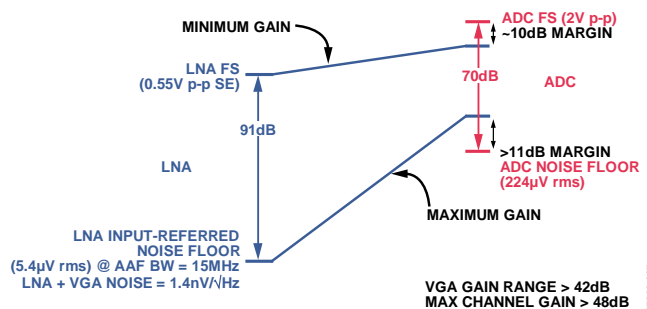 MINIMUM GAIN
ADC FS (2V p-p)
~10dB MARGIN
LNA FS
(0.55V p-p SE)
70dB
ADC
91dB
LNA
>11dB MARGIN
ADC NOISE FLOOR
(224µV rms)
MAXIMUM GAIN
LNA INPUT-REFERRED
NOISE FLOOR
(5.4µV rms) @ AAF BW = 15MHz
LNA + VGA NOISE = 1.4nV/√Hz
VGA GAIN RANGE > 42dB
MAX CHANNEL GAIN > 48dB